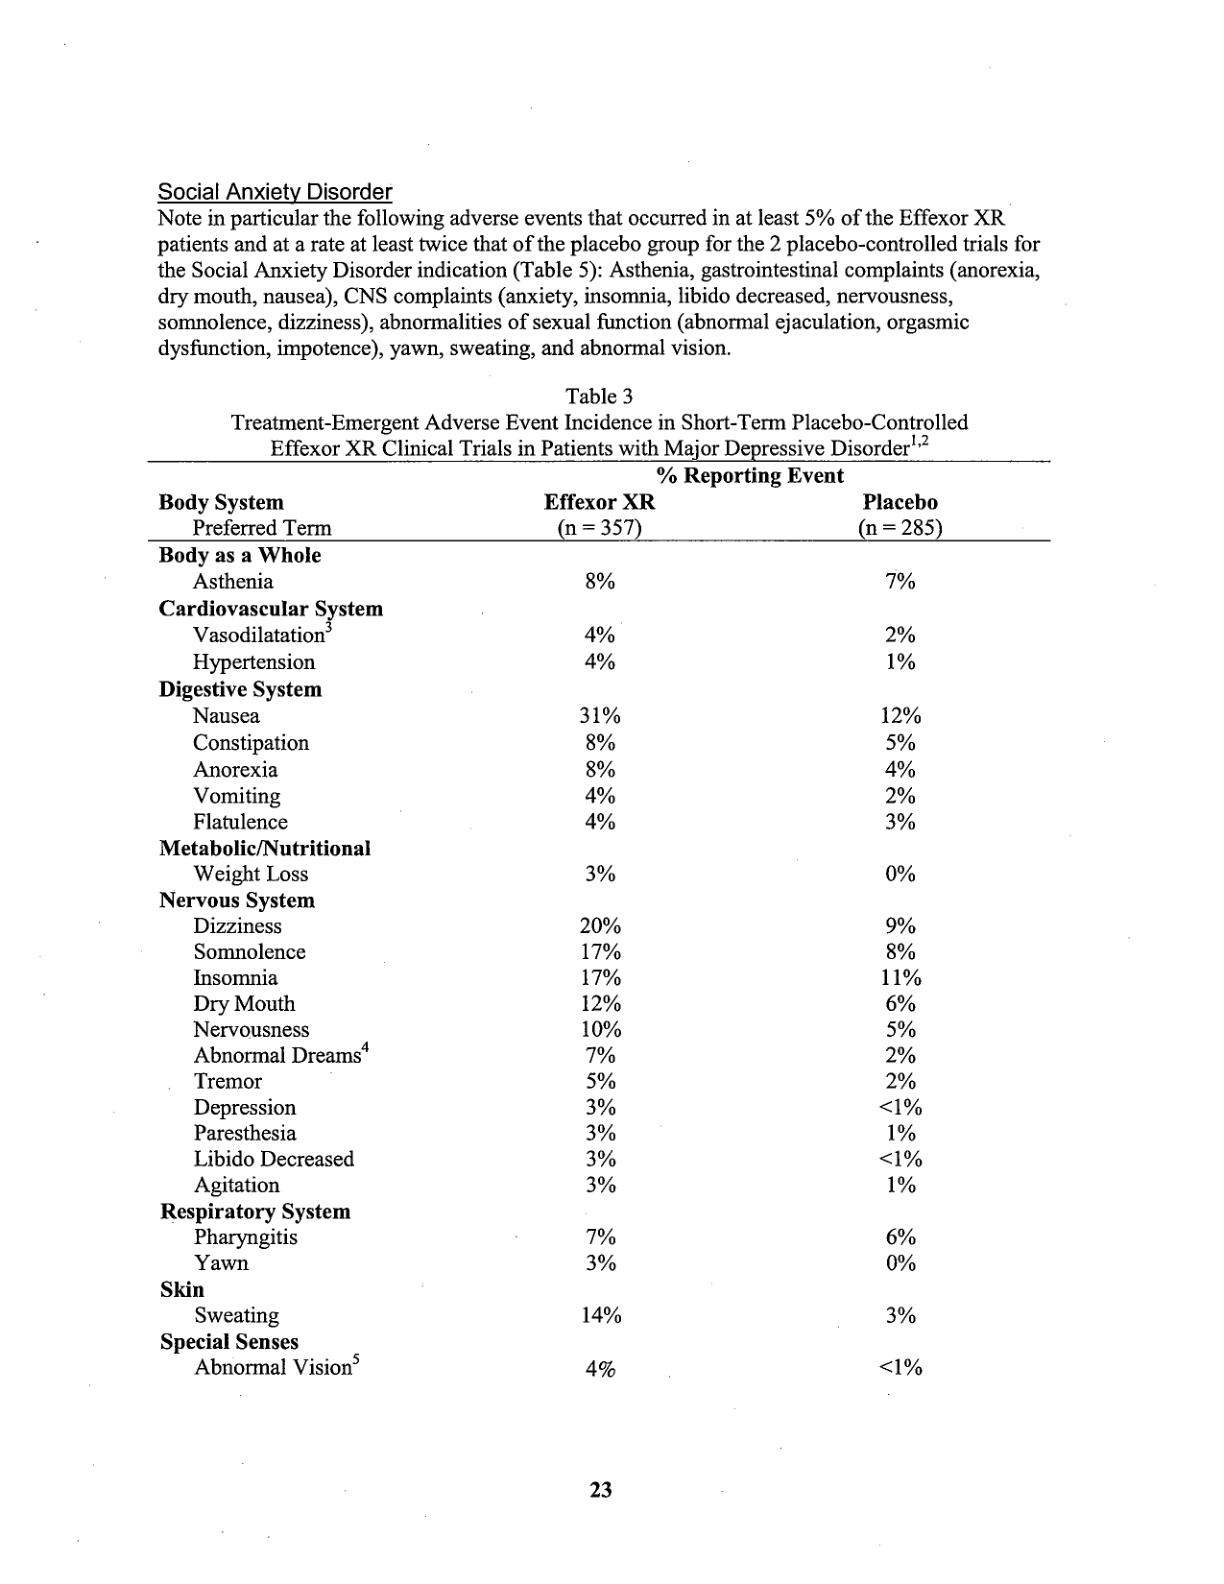 Social Anxiety Disorder
Note in particular the following adverse events that occurred in at least 5% of the Effexor XR
patients and at a rate at least twice that of the placebo group for the 2 placebo-controlled trials for
the Social Anxiety Disorder indication (Table 5): Asthenia, gastrointestinal complaints (anorexia,
dry mouth, nausea), CNS complaints (anxiety, insomnia, libido decreased, nervousness,
somnolence, dizziness), abnormalities of sexual function (abnormal ejaculation, orgasmic
dysfunction, impotence), yawn, sweating, and abnormal vision.
Table 3
Treatment-Emergent Adverse Event Incidence in Short-Term Placebo-Controlled
Effexor XR Clinical Trials in Patients with Major Depressive Disorder1,2
% Reporting Event
Body System Effexor XR Placebo
Preferred Term (n = 357) (n = 285)
Body as a Whole
Asthenia 8% 7%
Cardiovascular System
Vasodilatation3 4% 2%
Hypertension 4% 1%
Digestive System
Nausea 31% 12%
Constipation 8% 5%
Anorexia 8% 4%
Vomiting 4% 2%
Flatulence 4% 3%
Metabolic/Nutritional
Weight Loss 3% 0%
Nervous System
Dizziness 20% 9%
Somnolence 17% 8%
Insomnia 17% 11%
Dry Mouth 12% 6%
Nervousness 10% 5%
Abnormal Dreams4 7% 2%
Tremor 5% 2%
Depression 3% <1%
Paresthesia 3% 1%
Libido Decreased 3% <1%
Agitation 3% 1%
Respiratory System
Pharyngitis 7% 6%
Yawn 3% 0%
Skin
Sweating 14% 3%
Special Senses
Abnormal Vision5 4% <1%
23